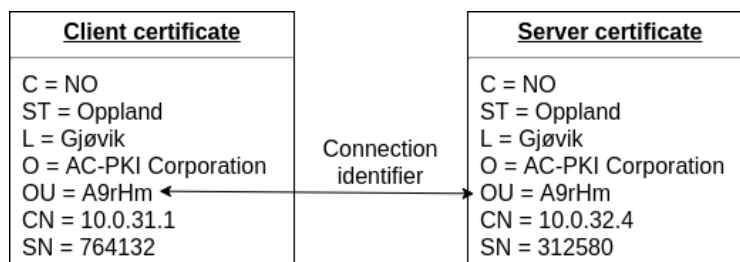 Client certificate
C = NO
ST = Oppland
L = Gjøvik
O = AC-PKI Corporation
OU = A9rHm
CN = 10.0.31.1
SN = 764132
Connection
identifier
Server certificate
C = NO
ST = Oppland
L = Gjøvik
O = AC-PKI Corporation
OU = A9rHm
CN = 10.0.32.4
SN = 312580